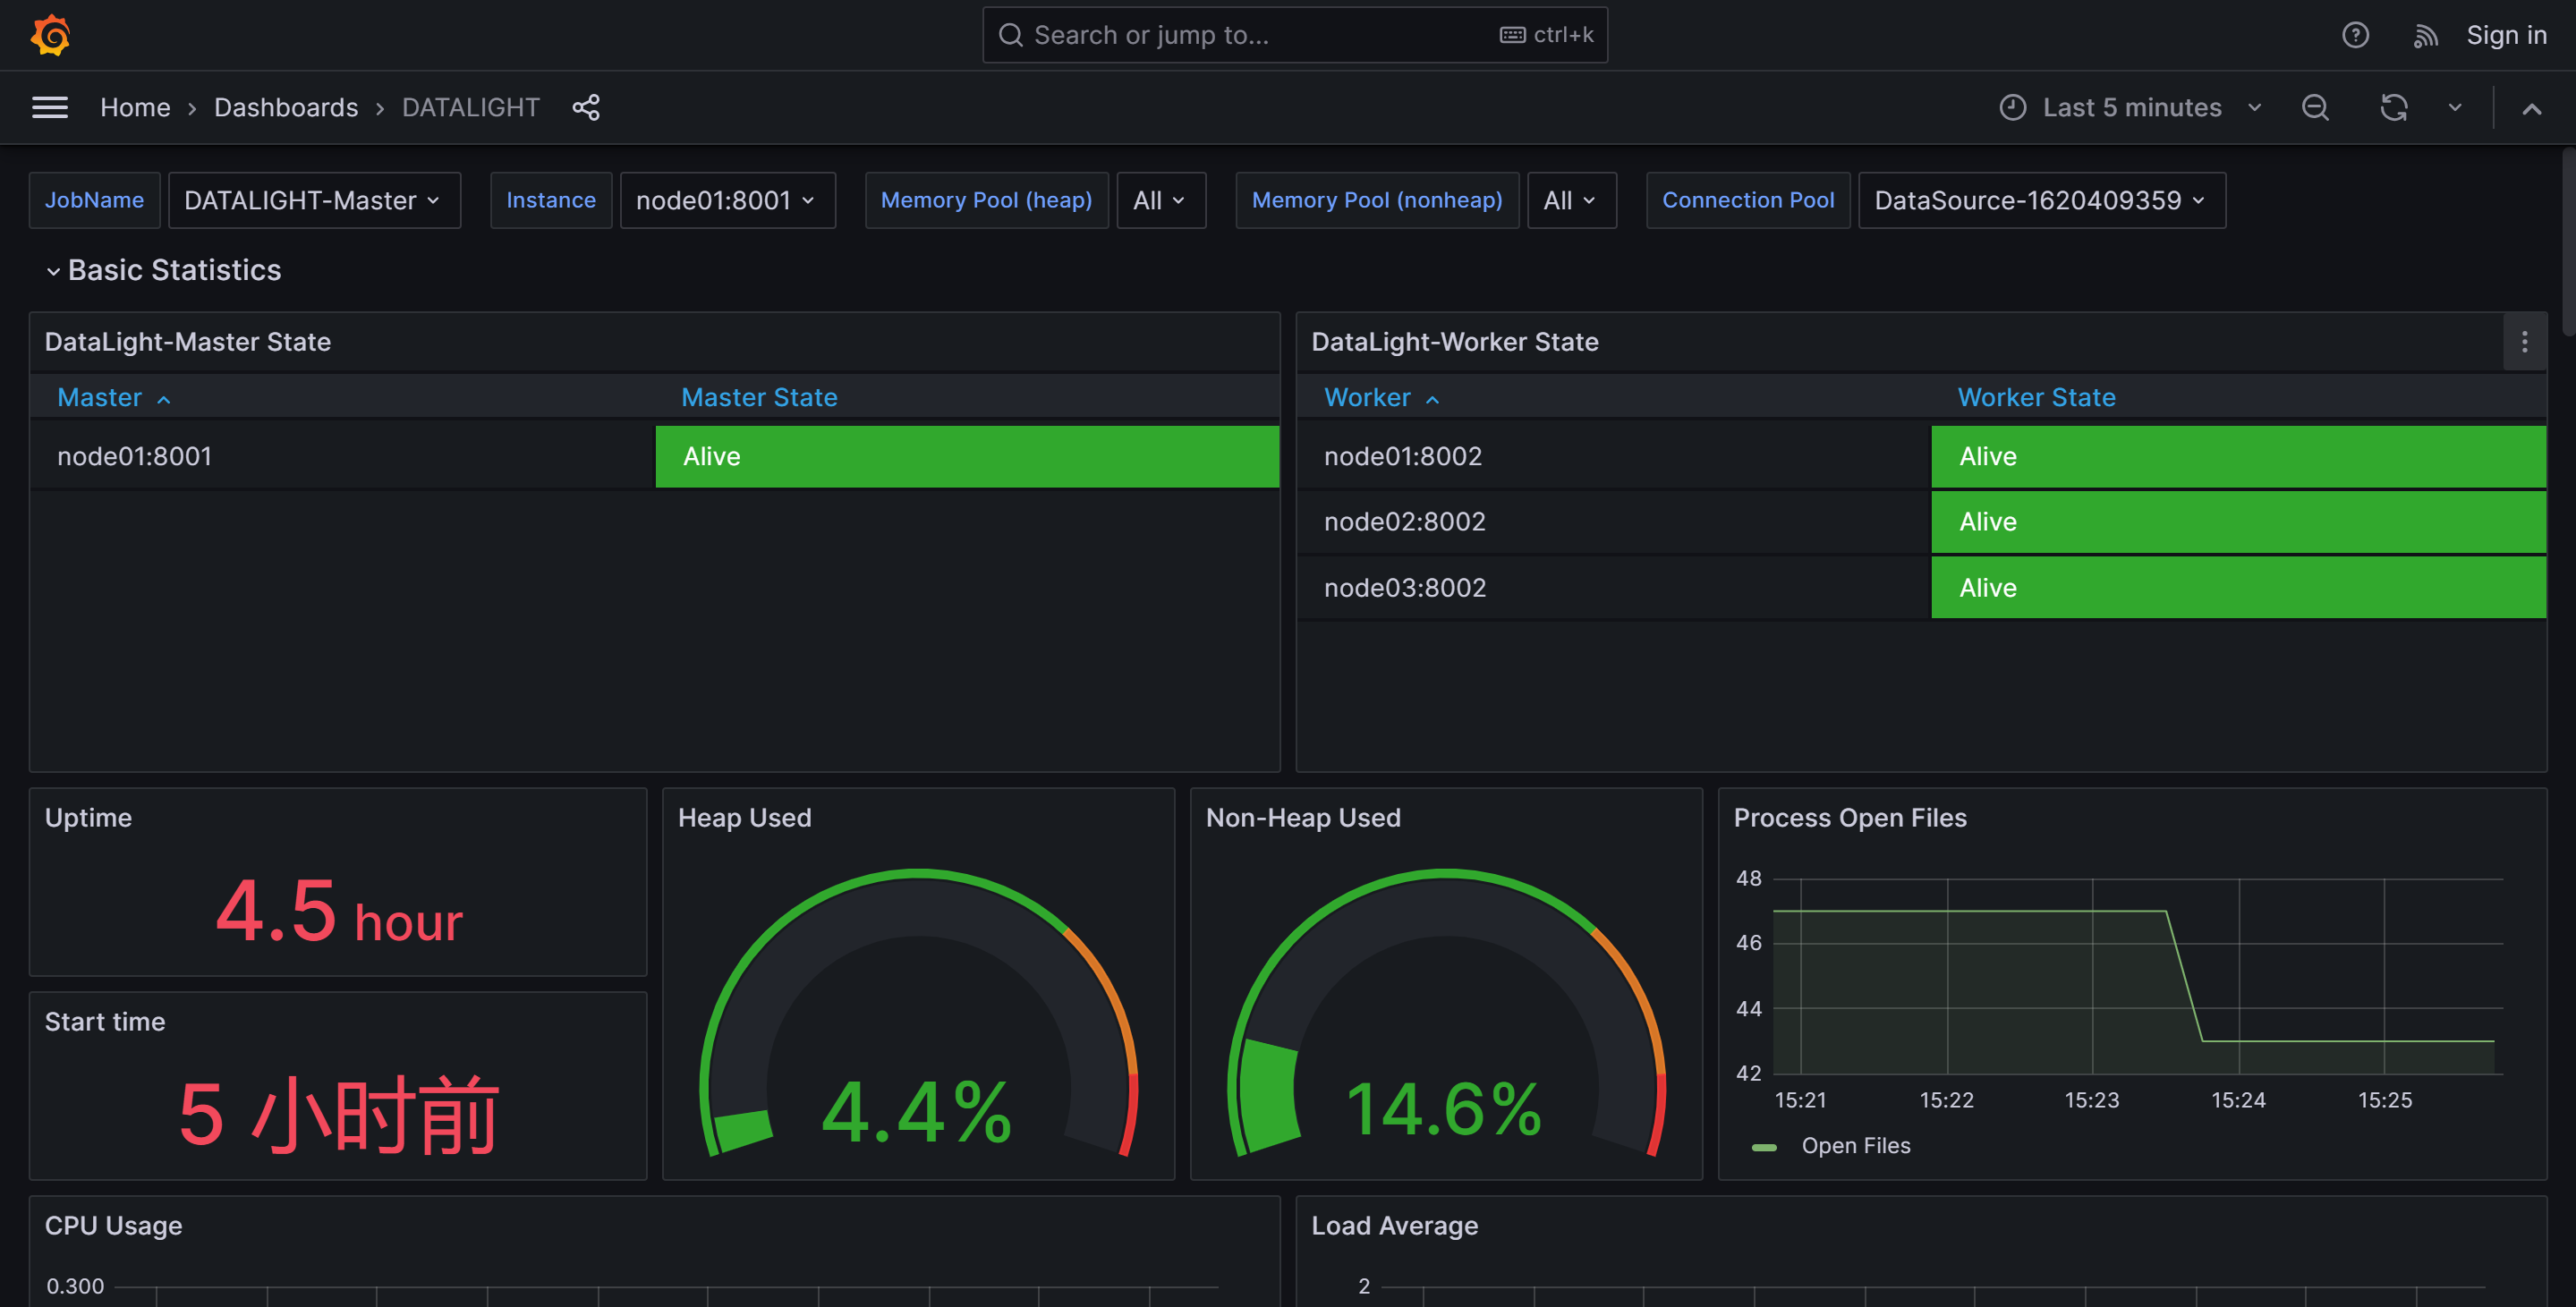 Search or jump to... ctrl+k Sign in
Home Dashboards DATALIGHT Last 5 minutes
JobName DATALIGHT-Master Instance node01:8001 Memory Pool (heap) All Memory Pool (nonheap) All Connection Pool DataSource-1620409359
Basic Statistics
DataLight-Master State
Master Master State
node01:8001 Alive
DataLight-Worker State
Worker Worker State
node01:8002 Alive
node02:8002 Alive
node03:8002 Alive
Uptime
4.5 hour
Start time
5 小时前
Heap Used
4.4%
Non-Heap Used
14.6%
Process Open Files
48
46
44
42
15:21 15:22 15:23 15:24 15:25
Open Files
CPU Usage
0.300
Load Average
2